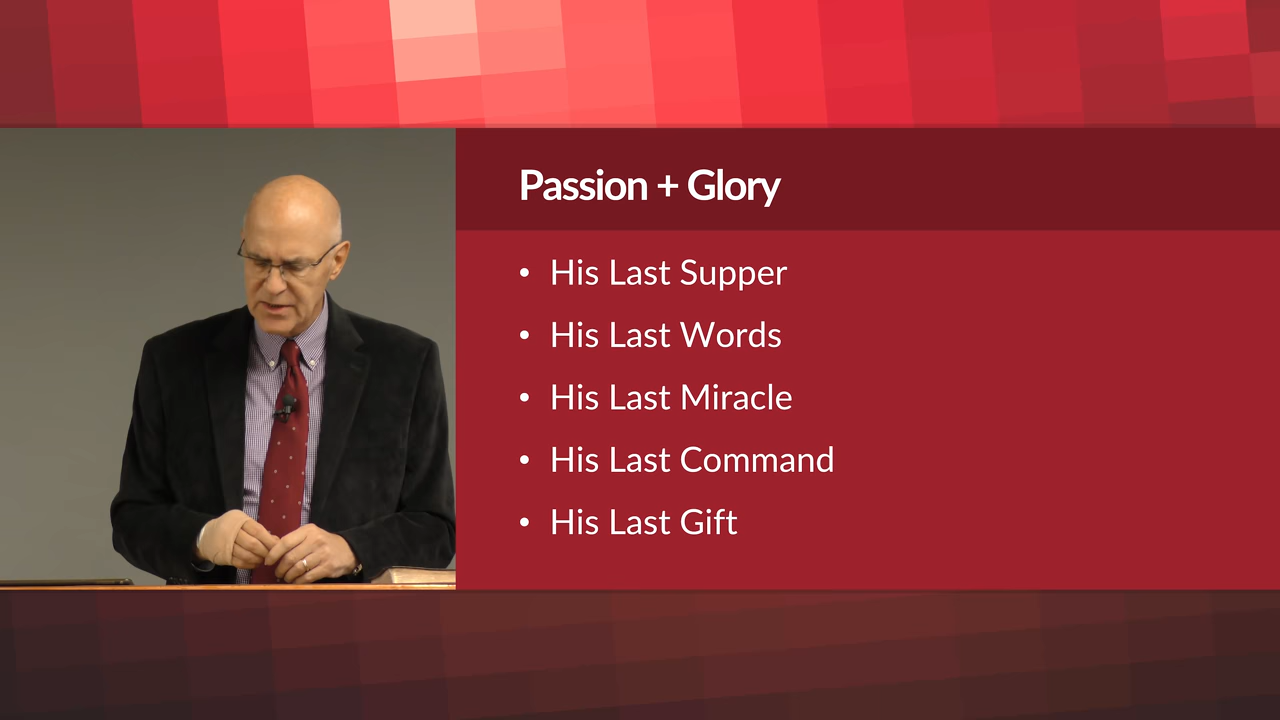 Passion + Glory
• His Last Supper
• His Last Words
• His Last Miracle
• His Last Command
• His Last Gift